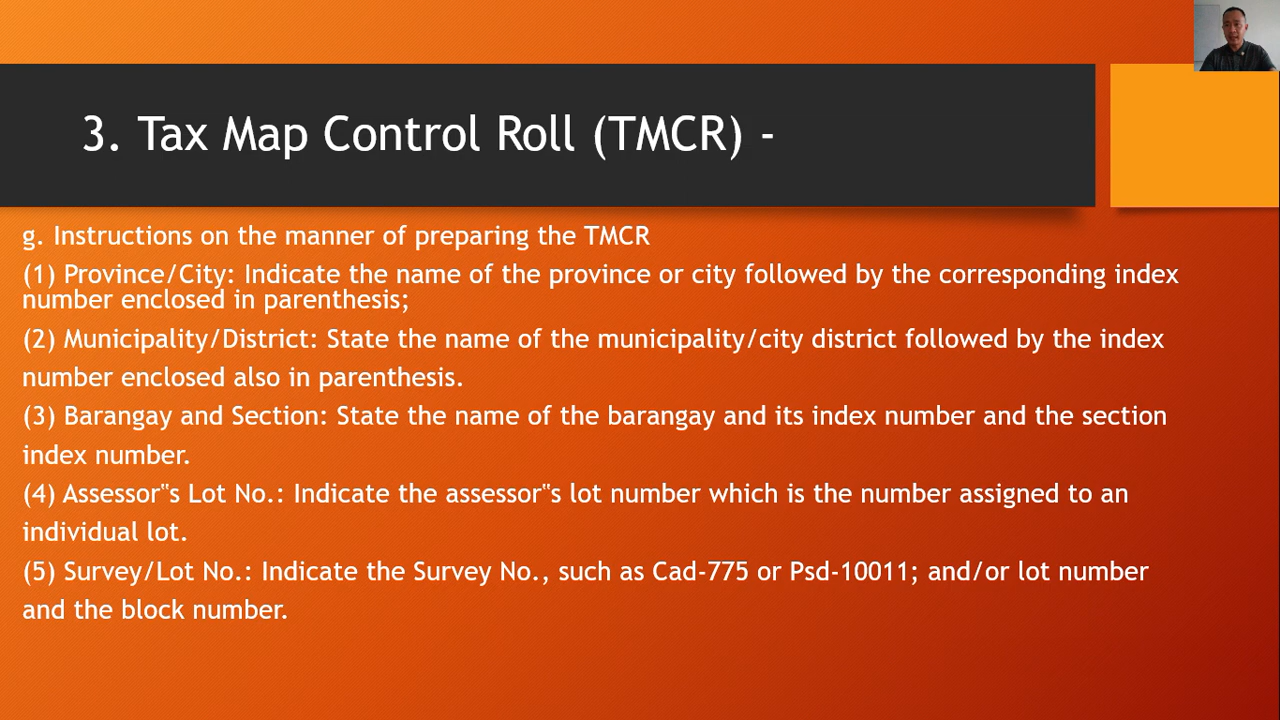 3. Tax Map Control Roll (TMCR) -
g. Instructions on the manner of preparing the TMCR
(1) Province/City: Indicate the name of the province or city followed by the corresponding index
number enclosed in parenthesis;
(2) Municipality/District: State the name of the municipality/city district followed by the index
number enclosed also in parenthesis.
(3) Barangay and Section: State the name of the barangay and its index number and the section
index number.
(4) Assessor‟s Lot No.: Indicate the assessor‟s lot number which is the number assigned to an
individual lot.
(5) Survey/Lot No.: Indicate the Survey No., such as Cad-775 or Psd-10011; and/or lot number
and the block number.